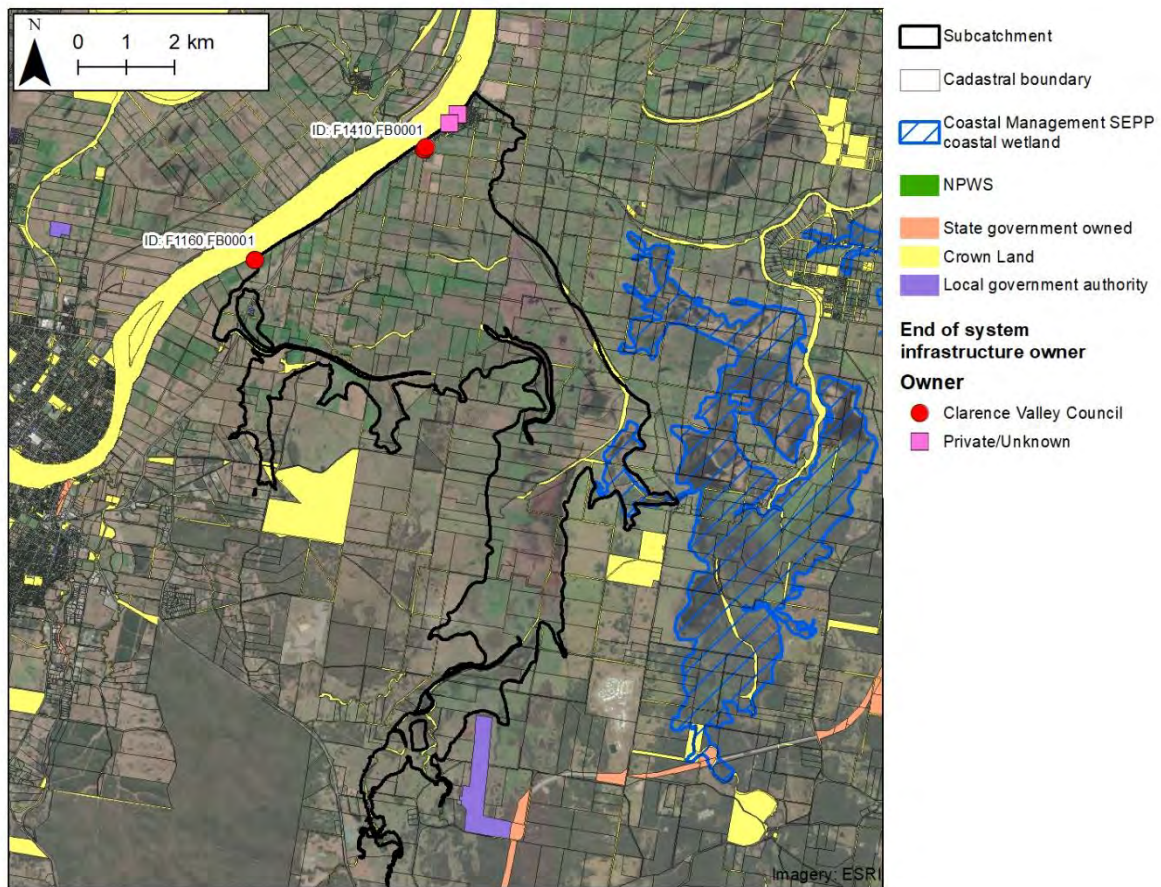 N
0 1 2 km
ID: F1410 FB0001
ID: F1160 FB0001
Imagery: ESRI
Subcatchment
Cadastral boundary
Coastal Management SEPP
coastal wetland
NPWS
State government owned
Crown Land
Local government authority
End of system
infrastructure owner
Owner
Clarence Valley Council
Private/Unknown